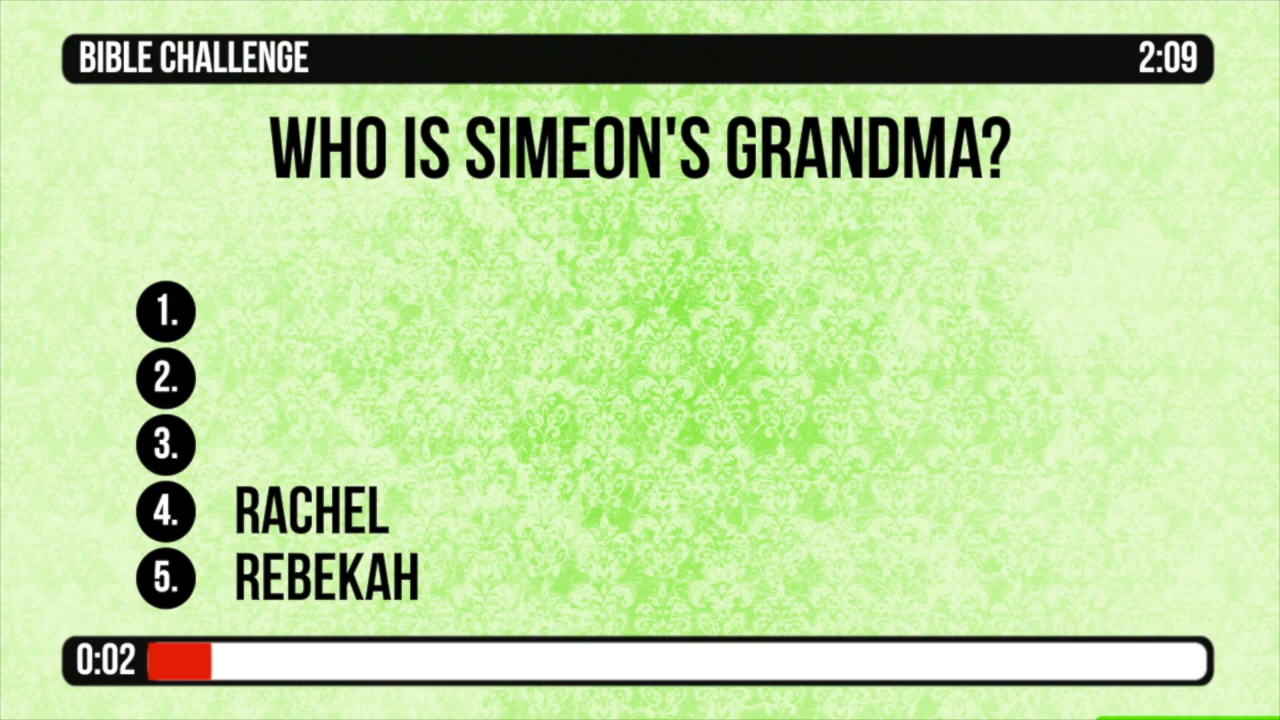 BIBLE CHALLENGE 2:09
WHO IS SIMEON'S GRANDMA?
1.
2.
3.
4. RACHEL
5. REBEKAH
0:02